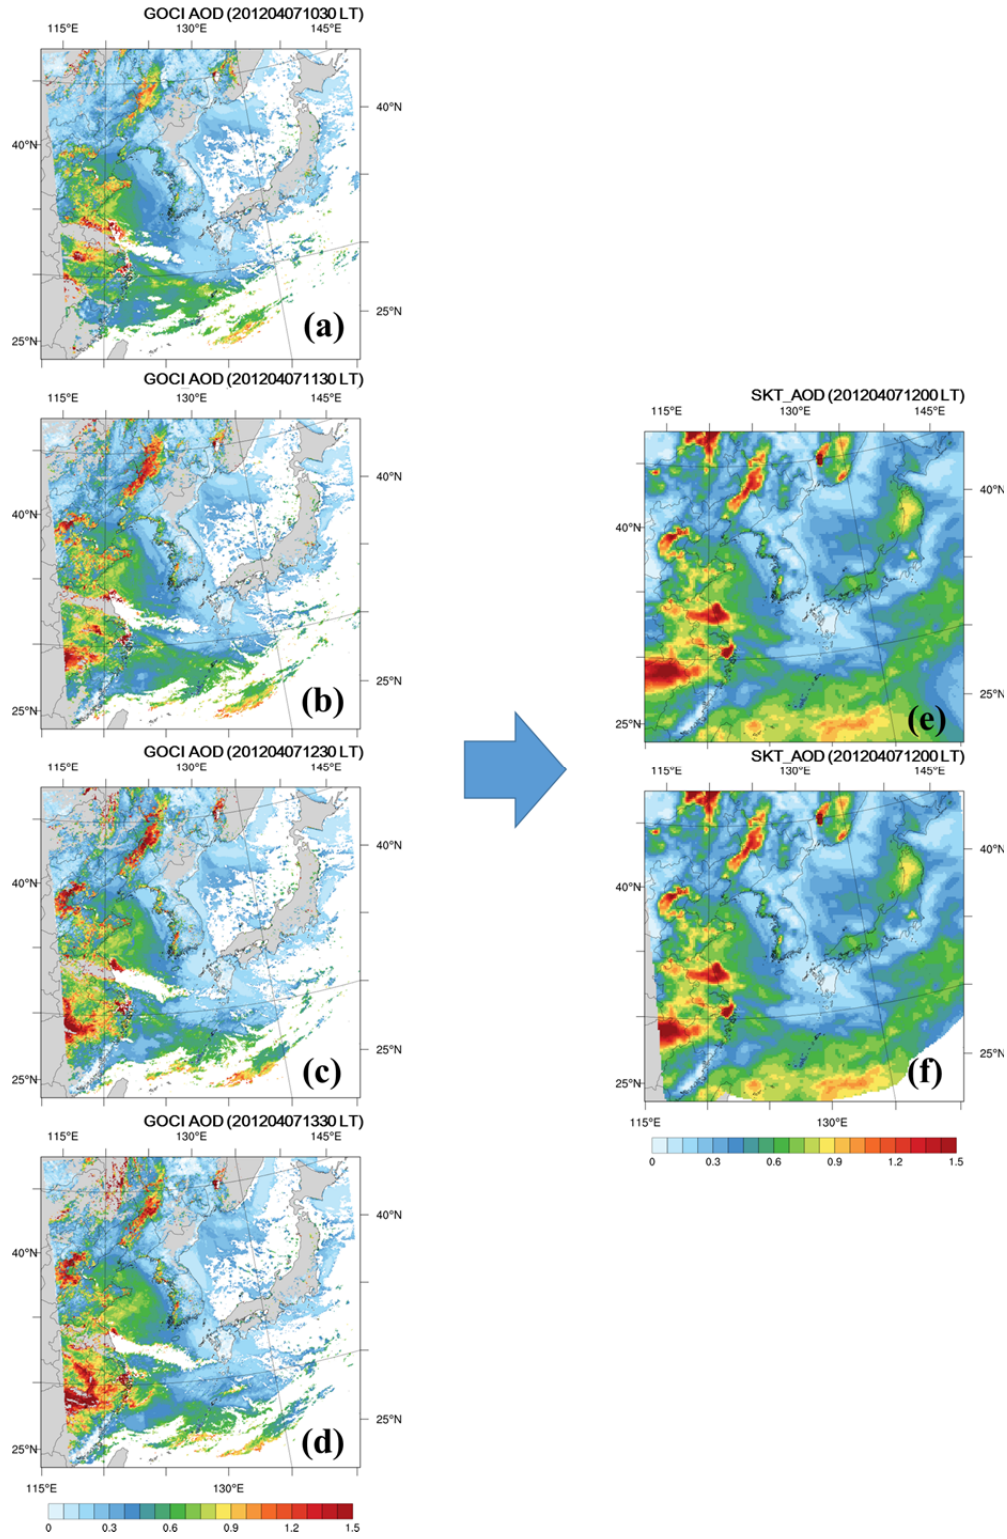 GOCI AOD (201204071030 LT)
115°E 130°E 145°E
40°N
40°N
25°N
25°N
(a)
GOCI_AOD (201204071130 LT)
115°E 130°E 145°E
40°N
40°N
25°N
25°N
(b)
GOCI AOD (201204071230 LT)
115°E 130°E 145°E
40°N
40°N
25°N
25°N
(c)
GOCI AOD (201204071330 LT)
115°E 130°E 145°E
40°N
40°N
25°N
25°N
(d)
115°E 130°E
0 0.3 0.6 0.9 1.2 1.5
SKT_AOD (201204071200 LT)
115°E 130°E 145°E
40°N
40°N
25°N
25°N
(e)
SKT_AOD (201204071200 LT)
115°E 130°E 145°E
40°N
40°N
25°N
25°N
(f)
115°E 130°E
0 0.3 0.6 0.9 1.2 1.5